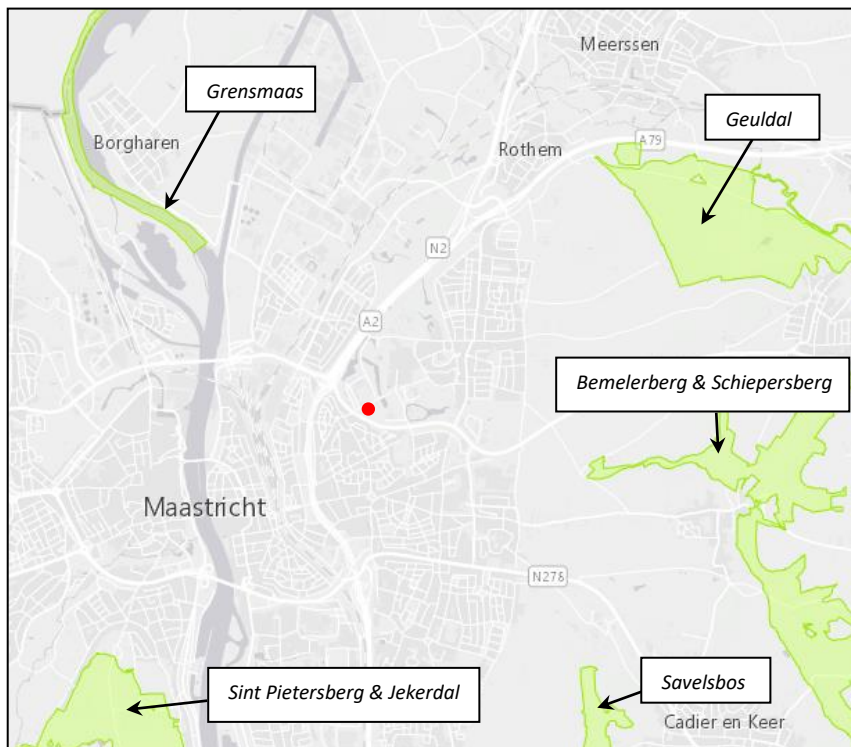 Meerssen
Grensmaas
Geuldal
Borgharen
A79
Rothem
N2
A2
Bemelerberg & Schiepersberg
Maastricht
N278
Sint Pietersberg & Jekerdal
Savelsbos
Cadier en Keer